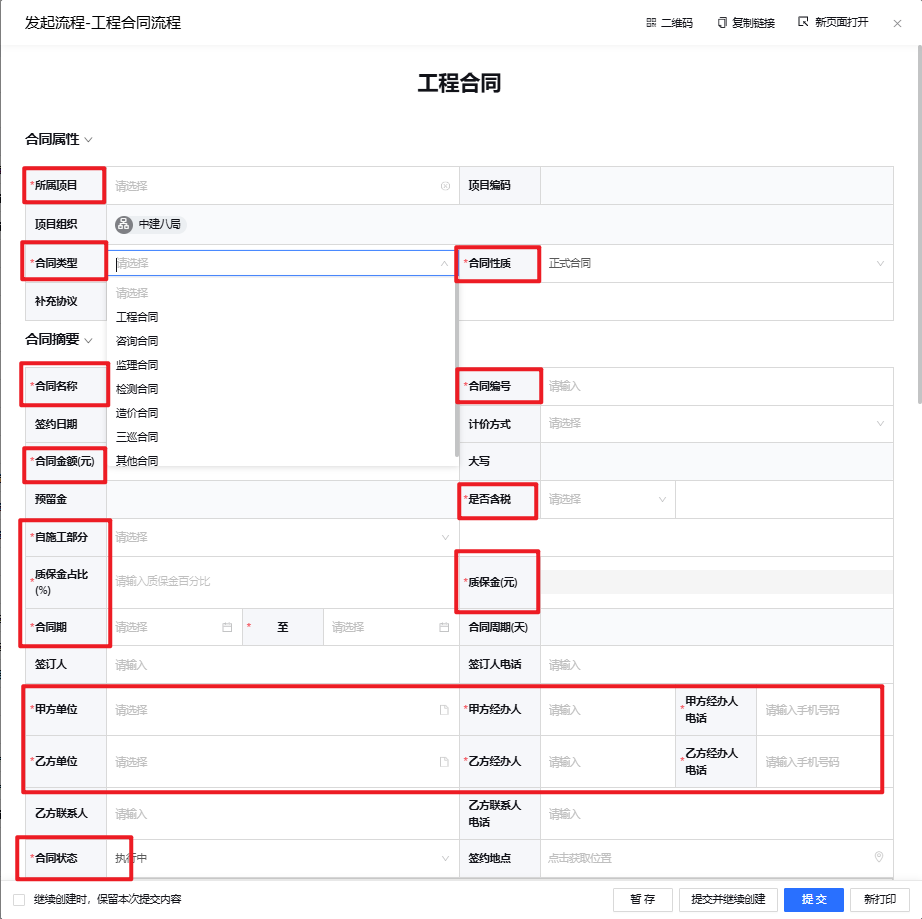 发起流程-工程合同流程 二维码 复制链接 新页面打开
工程合同
合同属性
*所属项目 请选择 项目编码
项目组织 中建八局
*合同类型 请选择 *合同性质 正式合同
请选择
补充协议
工程合同
合同摘要 咨询合同
监理合同
*合同名称 检测合同 *合同编号 请输入
签约日期 造价合同 计价方式 请选择
三巡合同
*合同金额(元) 其他合同 大写
预留金 *是否含税 请选择
*自施工部分 请选择
*质保金占比(%) 请输入质保金百分比 *质保金(元)
*合同期 请选择 * 至 请选择 合同周期(天)
签订人 请输入 签订人电话 请输入
*甲方单位 请选择 *甲方经办人 请输入 *甲方经办人电话 请输入手机号码
*乙方单位 请选择 *乙方经办人 请输入 *乙方经办人电话 请输入手机号码
乙方联系人 请输入 乙方联系人电话 请输入
*合同状态 执行中 签约地点 点击获取位置
继续创建时，保留本次提交内容 暂存 提交并继续创建 提交 新打印